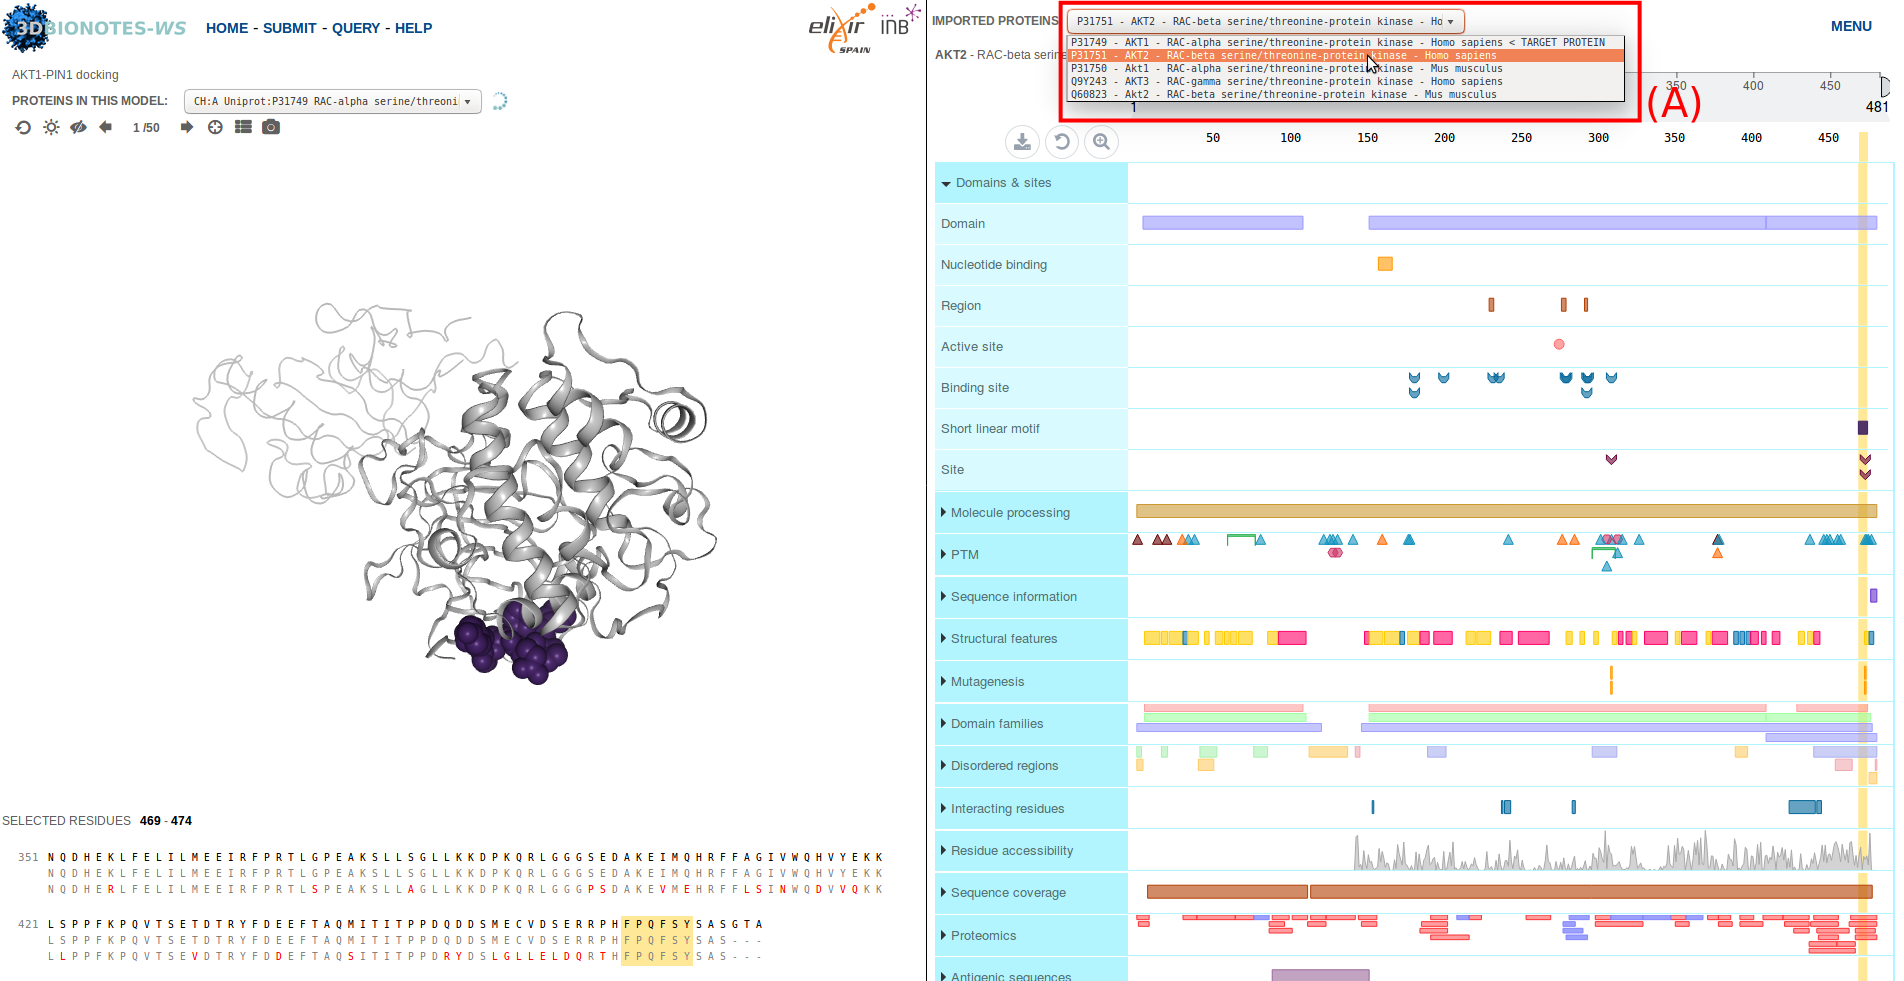 3DBIONOTES-WS
HOME - SUBMIT - QUERY - HELP
elixir
SPAIN
INB
AKT1-PIN1 docking
PROTEINS IN THIS MODEL:
CH:A Uniprot:P31749 RAC-alpha serine/threoni
1 /50
SELECTED RESIDUES 469 - 474
351 NQDHEKLFELILMEEIRFPRTLGPEAKSLLSGLLKKDPKQRLGGGSEDAKEIMQHRFFAGIVWQHVYEKK
NQDHEKLFELILMEEIRFPRTLGPEAKSLLSGLLKKDPKQRLGGGSEDAKEIMQHRFFAGIVWQHVYEKK
NQDHERLFELILMEEIRFPRTLSPEAKSLLAGLLKKDPKQRLGGGPSDAKEVMEHRFFLSINWQDVVQKK
421 LSPPFKPQVTSETDTRYFDEEFTAQMITITPPDQDDSMECVDSERRPHFPQFSYSASGTA
LSPPFKPQVTSETDTRYFDEEFTAQMITITPPDQDDSMECVDSERRPHFPQFSYSAS---
LLPPFKPQVTSEVDTRYFDDEFTAQSITITPPDRYDSLGLLELDQRTHFPQFSYSAS---
IMPORTED PROTEINS
P31751 - AKT2 - RAC-beta serine/threonine-protein kinase - Ho
MENU
P31749 - AKT1 - RAC-alpha serine/threonine-protein kinase - Homo sapiens < TARGET PROTEIN
P31751 - AKT2 - RAC-beta serine/threonine-protein kinase - Homo sapiens
P31750 - Akt1 - RAC-alpha serine/threonine-protein kinase - Mus musculus
Q9Y243 - AKT3 - RAC-gamma serine/threonine-protein kinase - Homo sapiens
Q60823 - Akt2 - RAC-beta serine/threonine-protein kinase - Mus musculus
AKT2 - RAC-beta serin
350 400 450
1 481
(A)
50 100 150 200 250 300 350 400 450
Domains & sites
Domain
Nucleotide binding
Region
Active site
Binding site
Short linear motif
Site
Molecule processing
PTM
Sequence information
Structural features
Mutagenesis
Domain families
Disordered regions
Interacting residues
Residue accessibility
Sequence coverage
Proteomics
Antigenic sequences